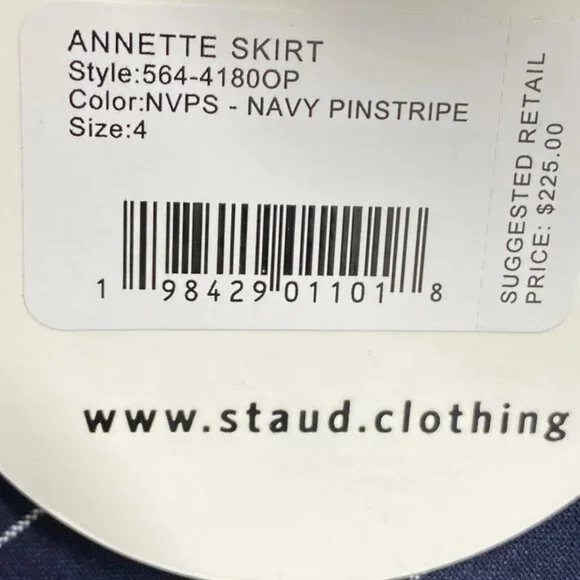 ANNETTE SKIRT
Style:564-4180OP
Color:NVPS - NAVY PINSTRIPE
Size:4
1 98429 01101 8
SUGGESTED RETAIL
PRICE: $225.00
www.staud.clothing